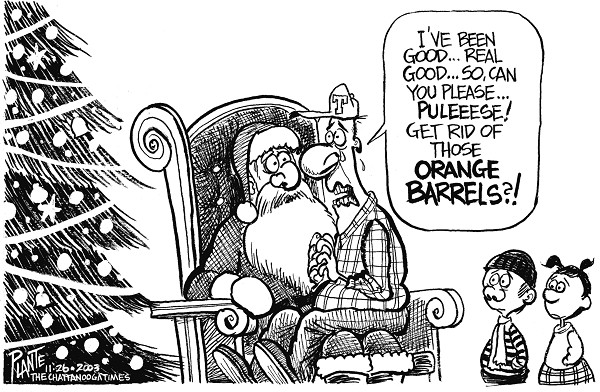 I'VE BEEN
GOOD... REAL
GOOD... SO, CAN
YOU PLEASE...
PULEEESE!
GET RID OF
THOSE
ORANGE
BARRELS?!
T
PLANTE
11·26·2003
THE CHATTANOOGA TIMES